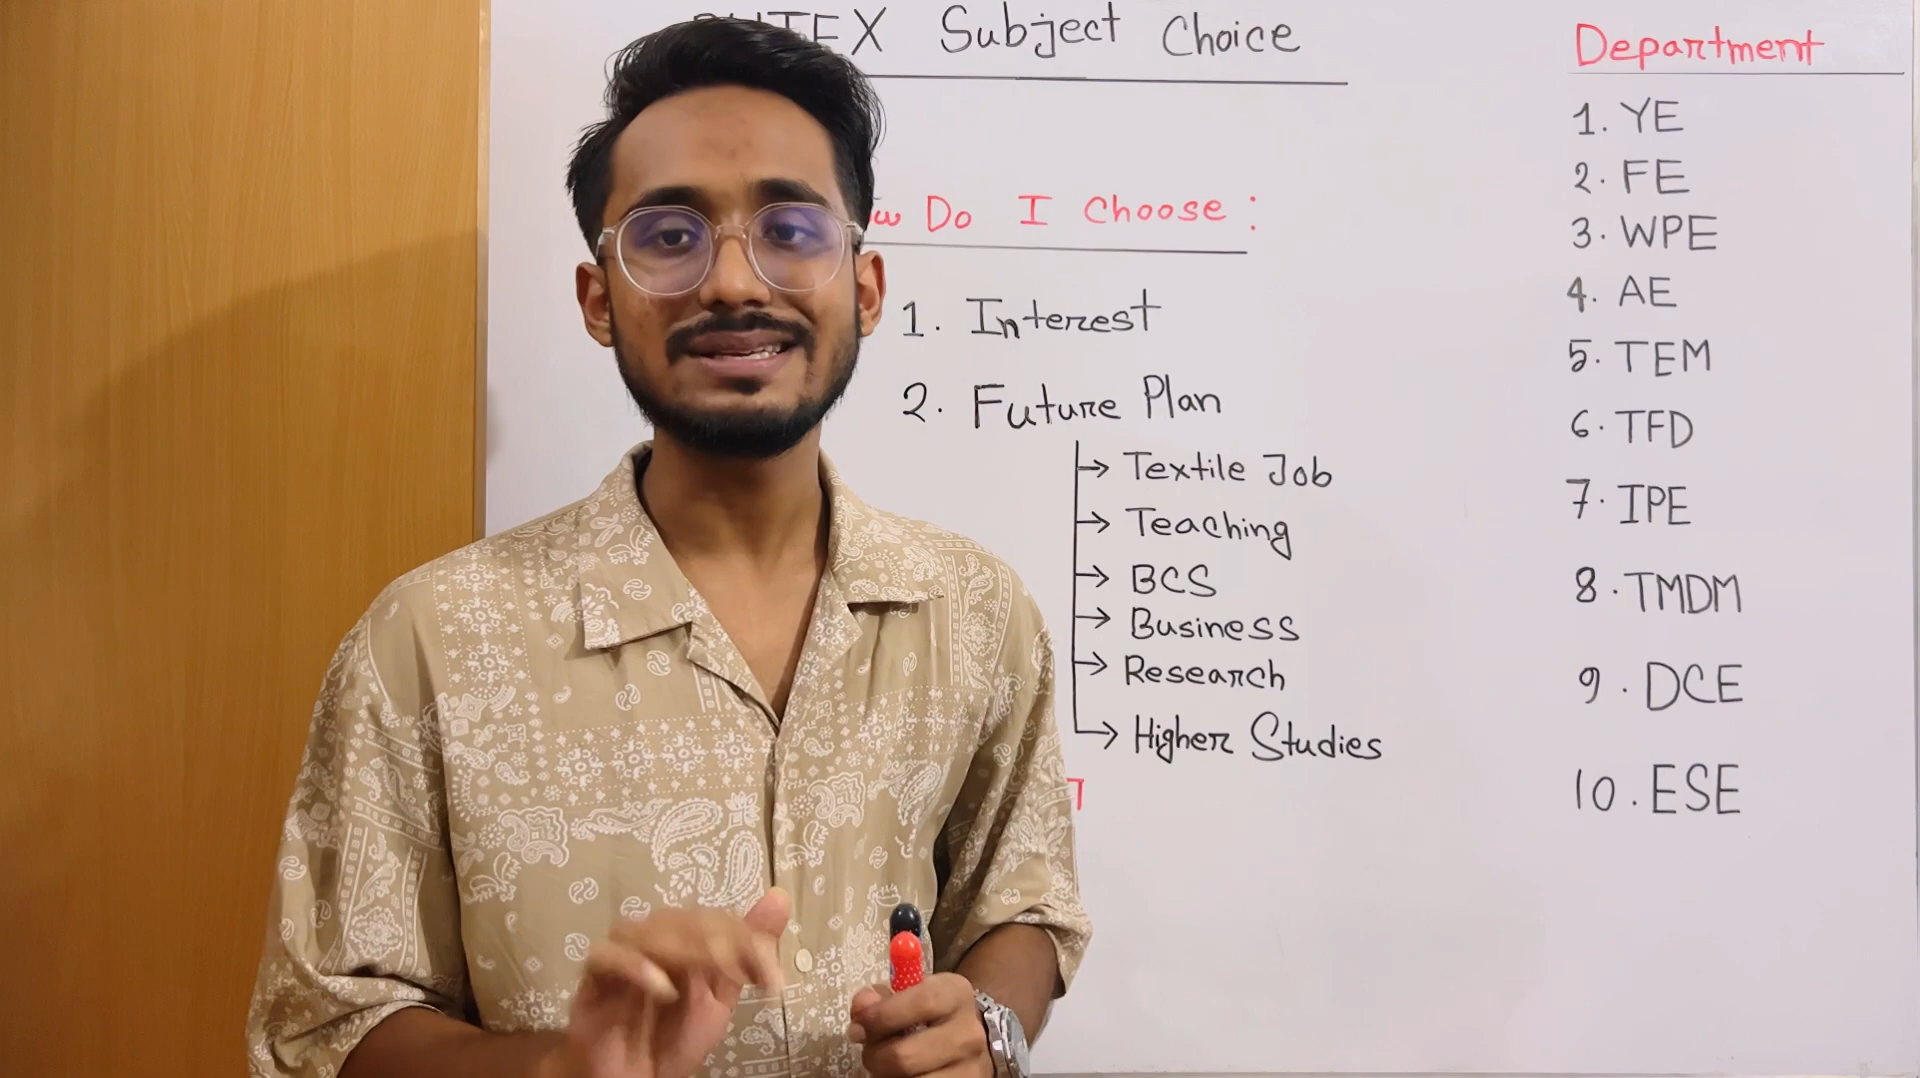 Subject Choice
Do I Choose:
1. Interest
2. Future Plan
→ Textile Job
→ Teaching
→ BCS
→ Business
→ Research
→ Higher Studies
Department
1. YE
2. FE
3. WPE
4. AE
5. TEM
6. TFD
7. IPE
8. TMDM
9. DCE
10. ESE